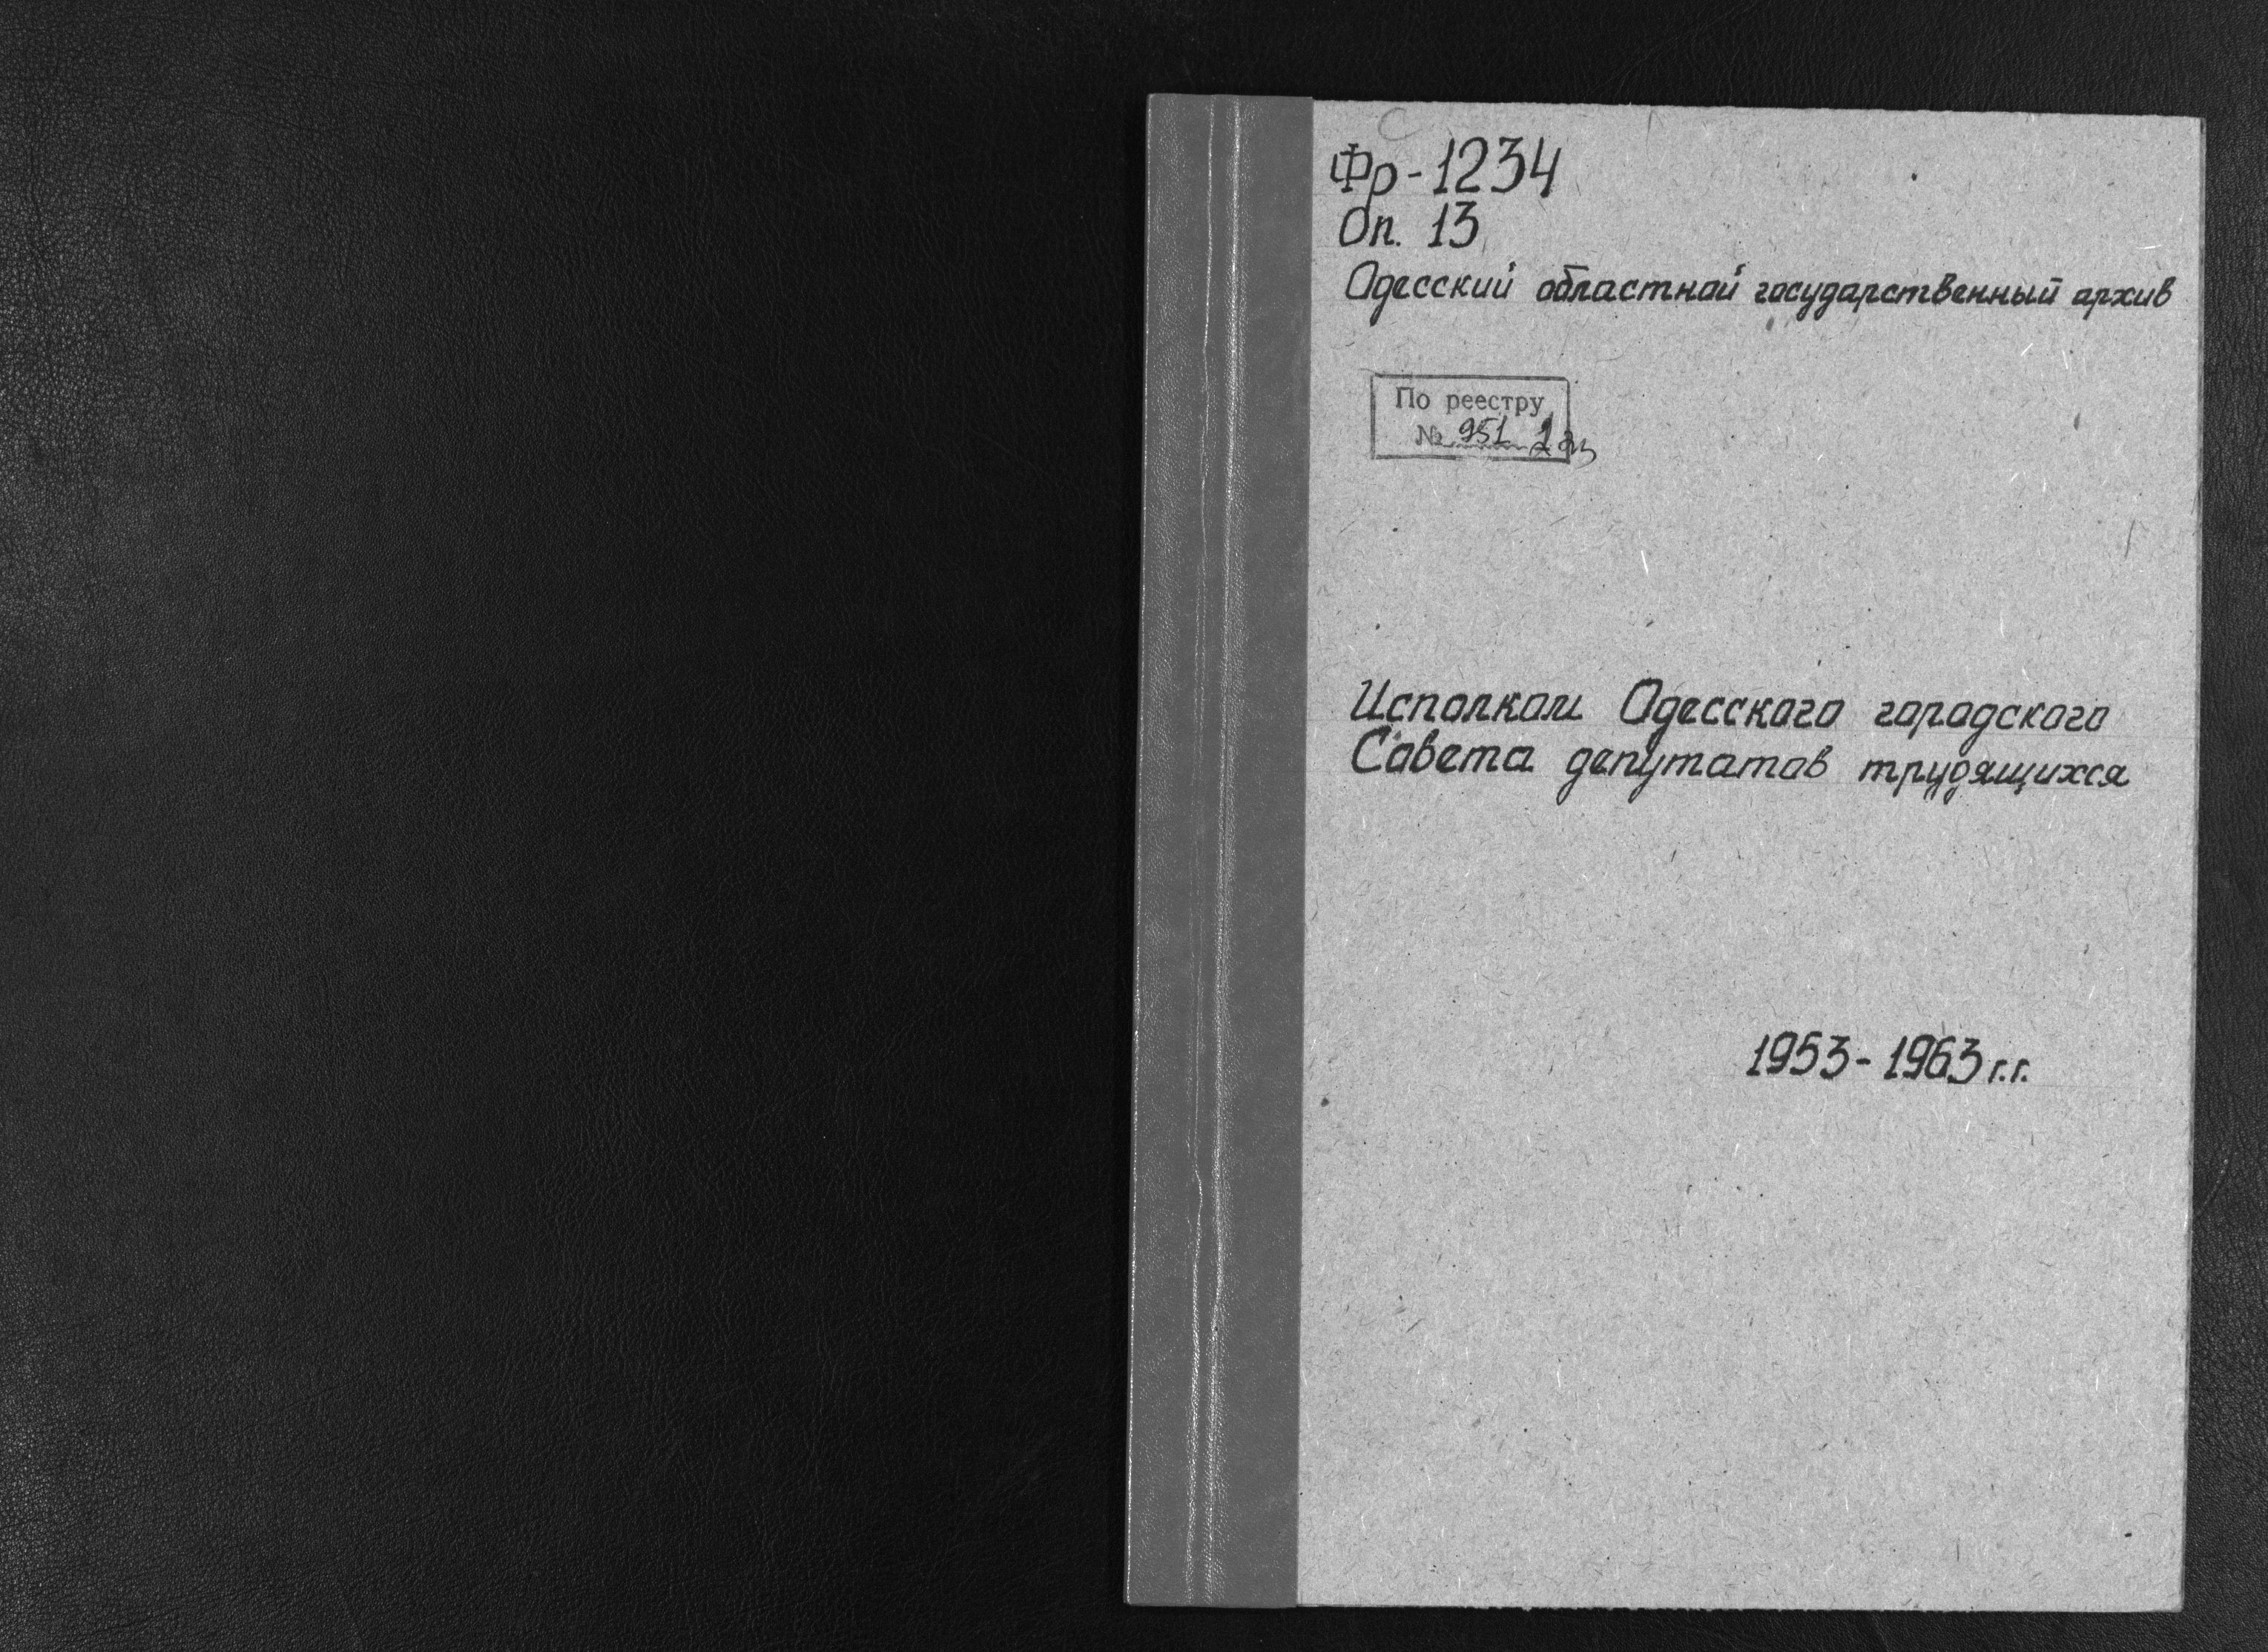 Фр-1234
Оп. 13
Одесский областной государственный архив
По реестру
№ 951
Исполком Одесского городского
Совета депутатов трудящихся
1953-1963 г.г.